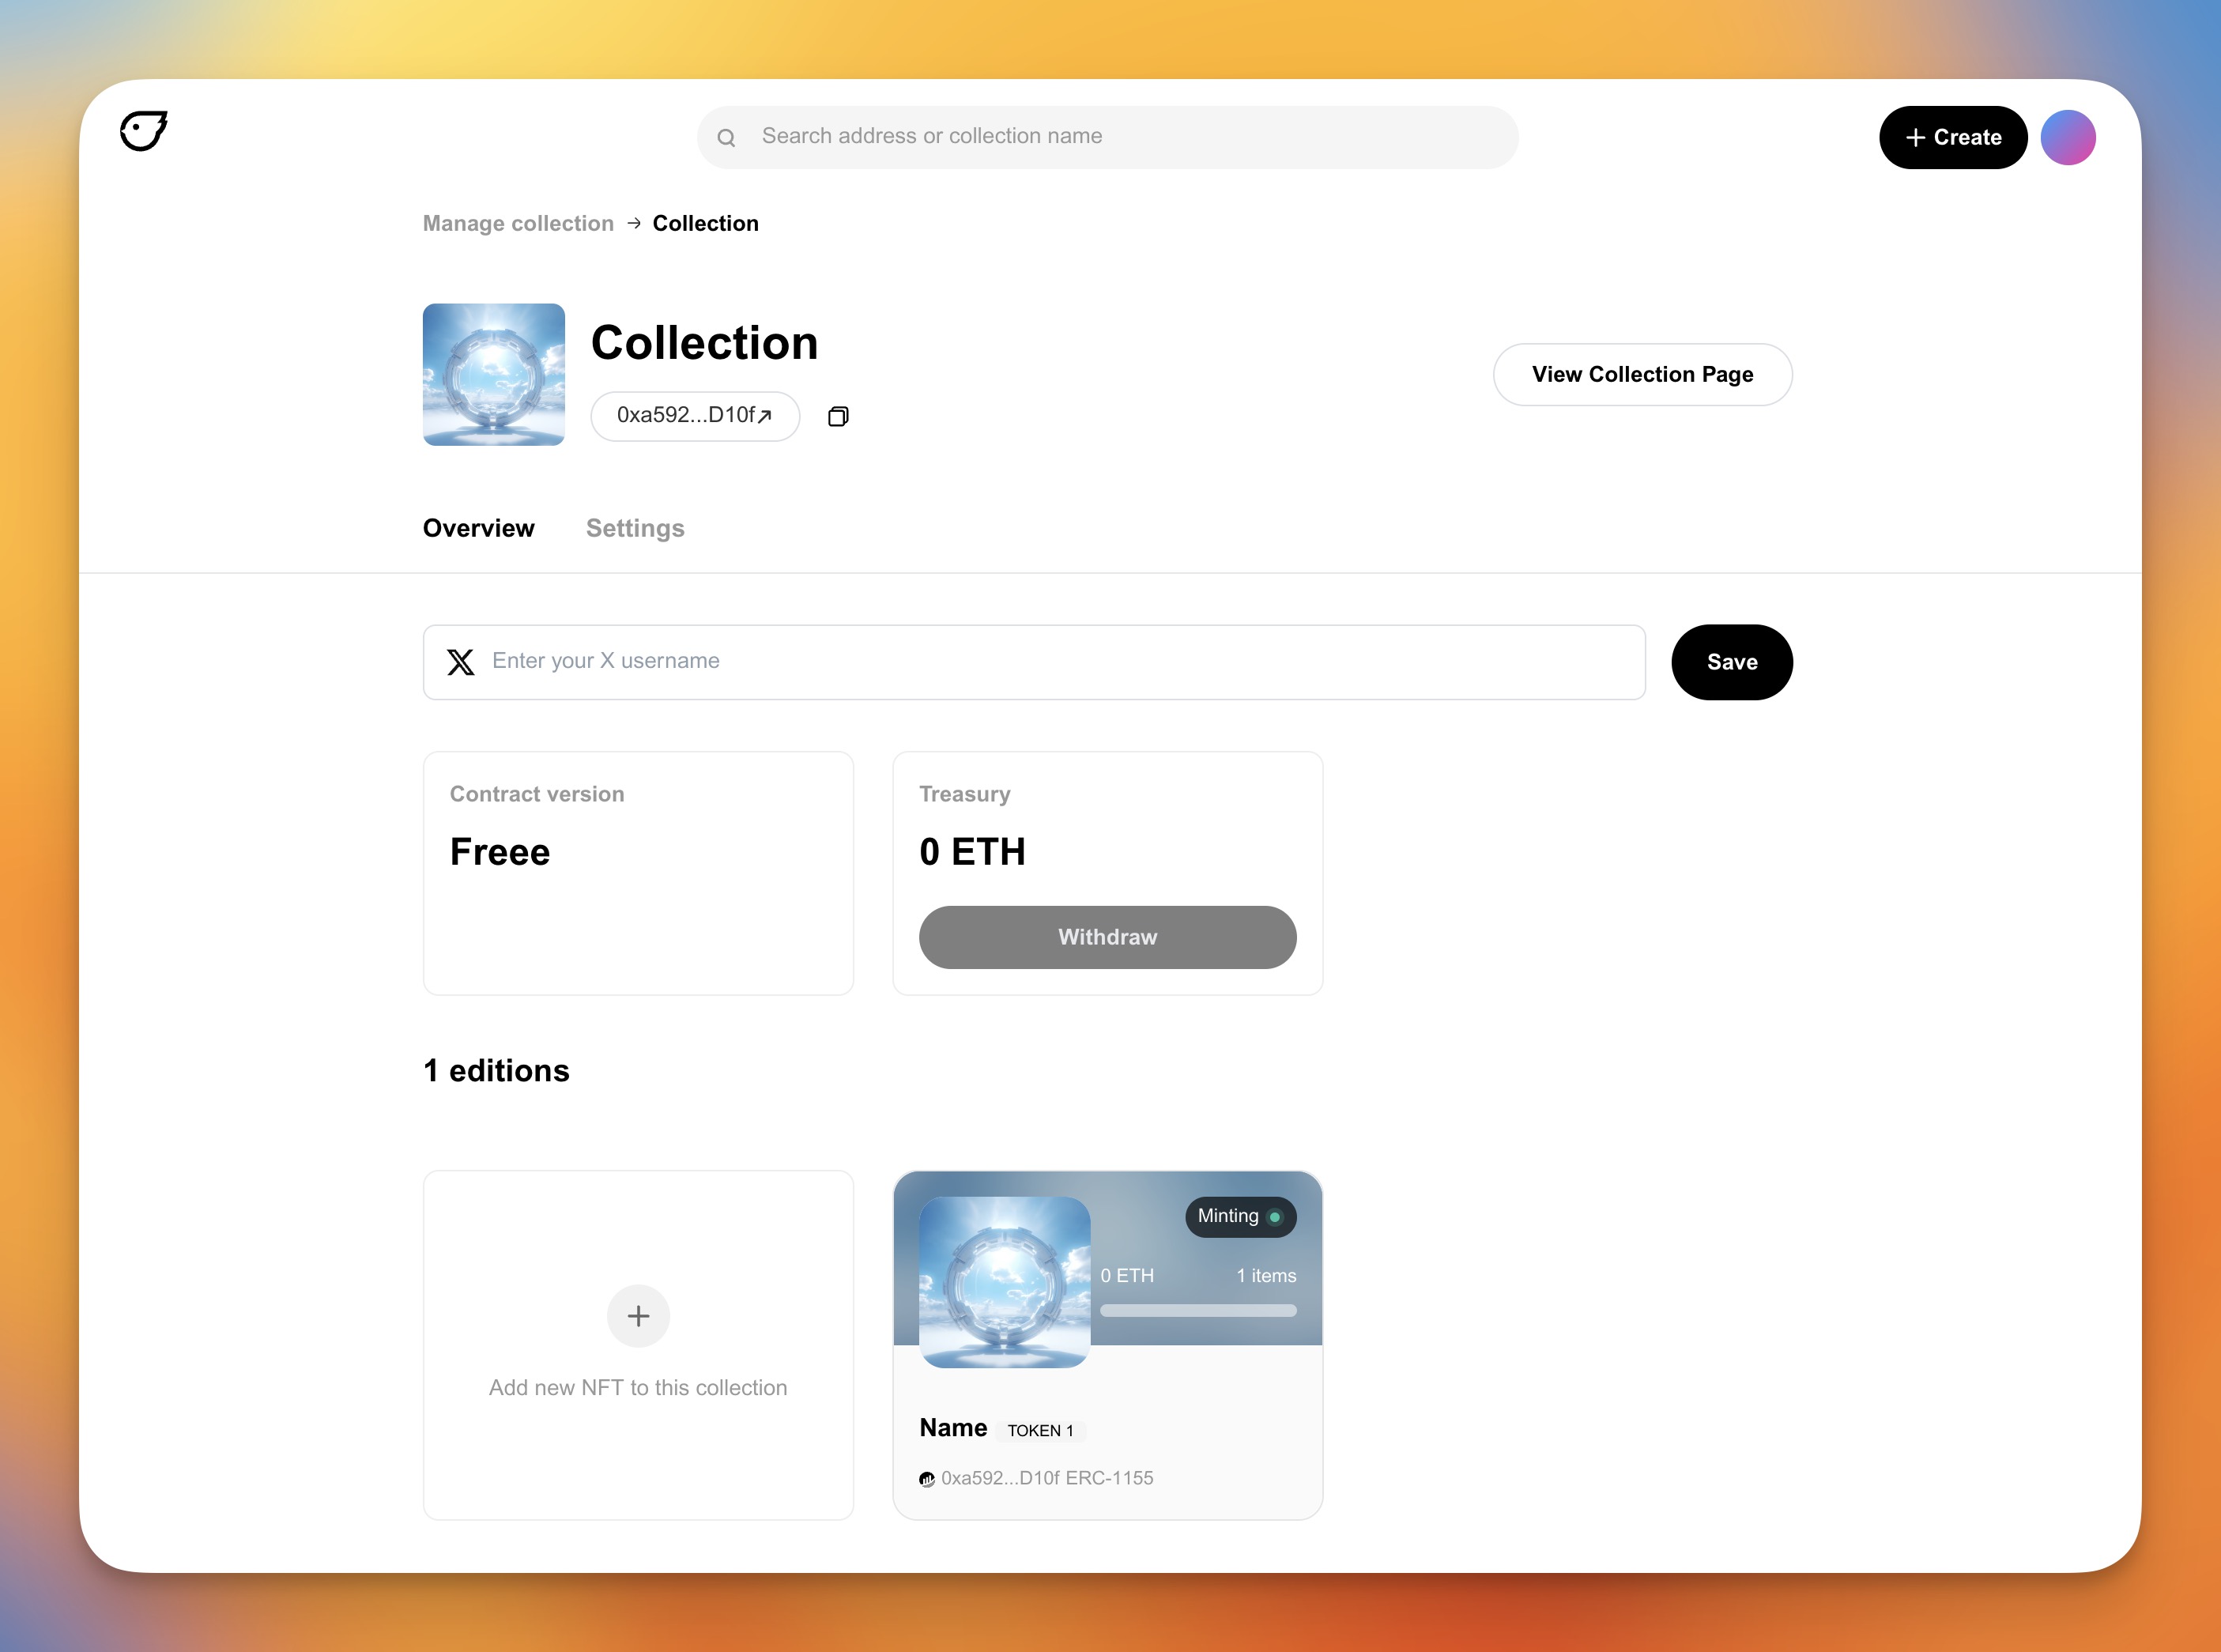 Search address or collection name
Create
Manage collection → Collection
Collection
0xa592...D10f↗
View Collection Page
Overview
Settings
Enter your X username
Save
Contract version
Freee
Treasury
0 ETH
Withdraw
1 editions
Add new NFT to this collection
Minting
0 ETH
1 items
Name TOKEN 1
0xa592...D10f ERC-1155